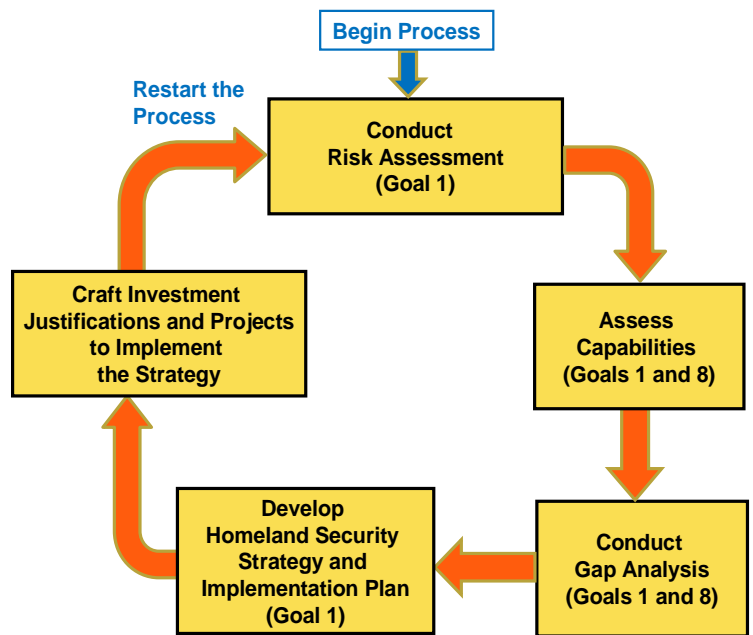 Begin Process
Restart the
Process
Conduct
Risk Assessment
(Goal 1)
Assess
Capabilities
(Goals 1 and 8)
Conduct
Gap Analysis
(Goals 1 and 8)
Develop
Homeland Security
Strategy and
Implementation Plan
(Goal 1)
Craft Investment
Justifications and Projects
to Implement
the Strategy